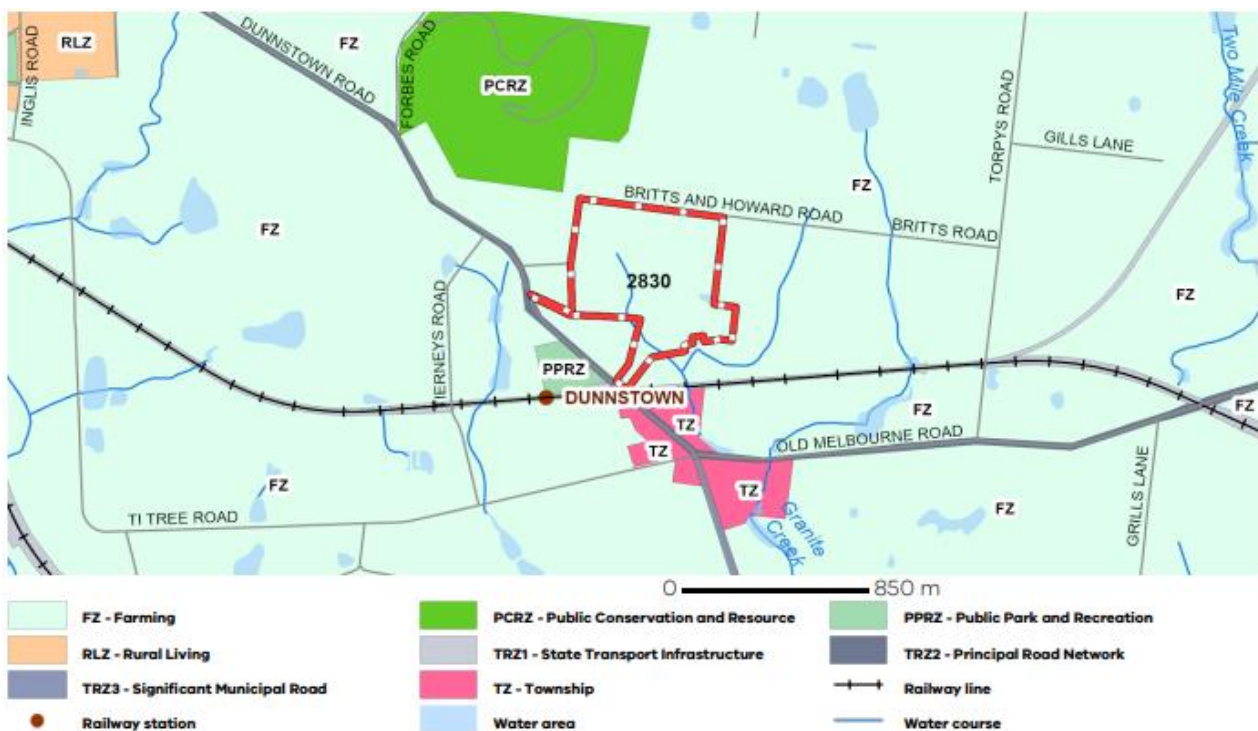 RLZ
INGLIS ROAD
DUNNSTOWN ROAD
FZ
FORBES ROAD
PCRZ
Two Mile Creek
TORPYS ROAD
GILLS LANE
FZ
BRITTS AND HOWARD ROAD
BRITTS ROAD
FZ
2830
FZ
TIERNEYS ROAD
PPRZ
DUNNSTOWN
TZ
FZ
FZ
OLD MELBOURNE ROAD
TZ
TZ
FZ
TI TREE ROAD
Granite Creek
FZ
GRILLS LANE
0 850 m
FZ - Farming
PCRZ - Public Conservation and Resource
PPRZ - Public Park and Recreation
RLZ - Rural Living
TRZ1 - State Transport Infrastructure
TRZ2 - Principal Road Network
TRZ3 - Significant Municipal Road
TZ - Township
Railway line
Railway station
Water area
Water course